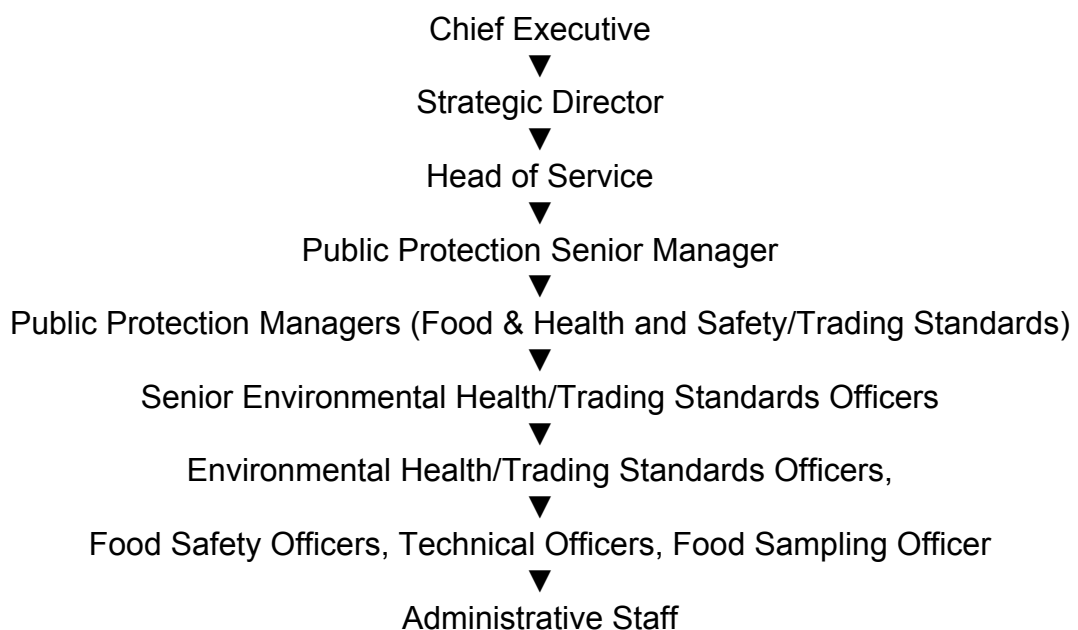 Chief Executive
Strategic Director
Head of Service
Public Protection Senior Manager
Public Protection Managers (Food & Health and Safety/Trading Standards)
Senior Environmental Health/Trading Standards Officers
Environmental Health/Trading Standards Officers,
Food Safety Officers, Technical Officers, Food Sampling Officer
Administrative Staff